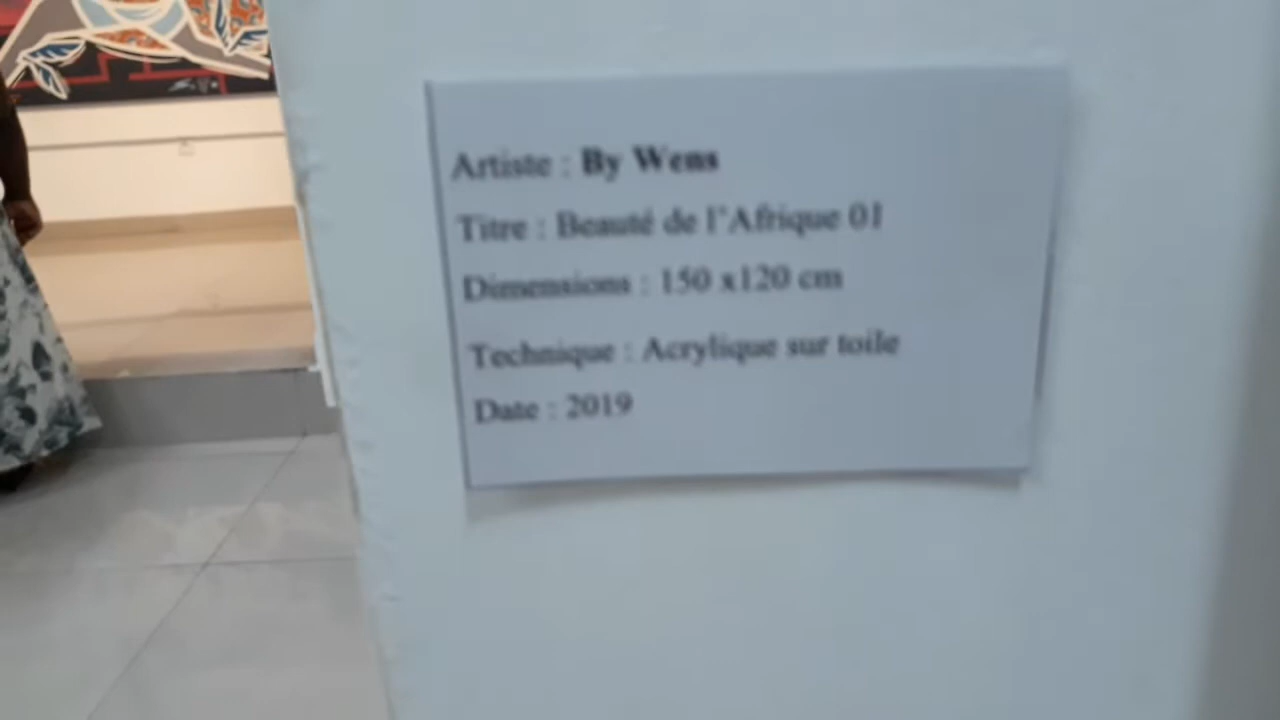 Artiste : By Wens
Titre : Beauté de l'Afrique 01
Dimensions : 150 x120 cm
Technique : Acrylique sur toile
Date : 2019